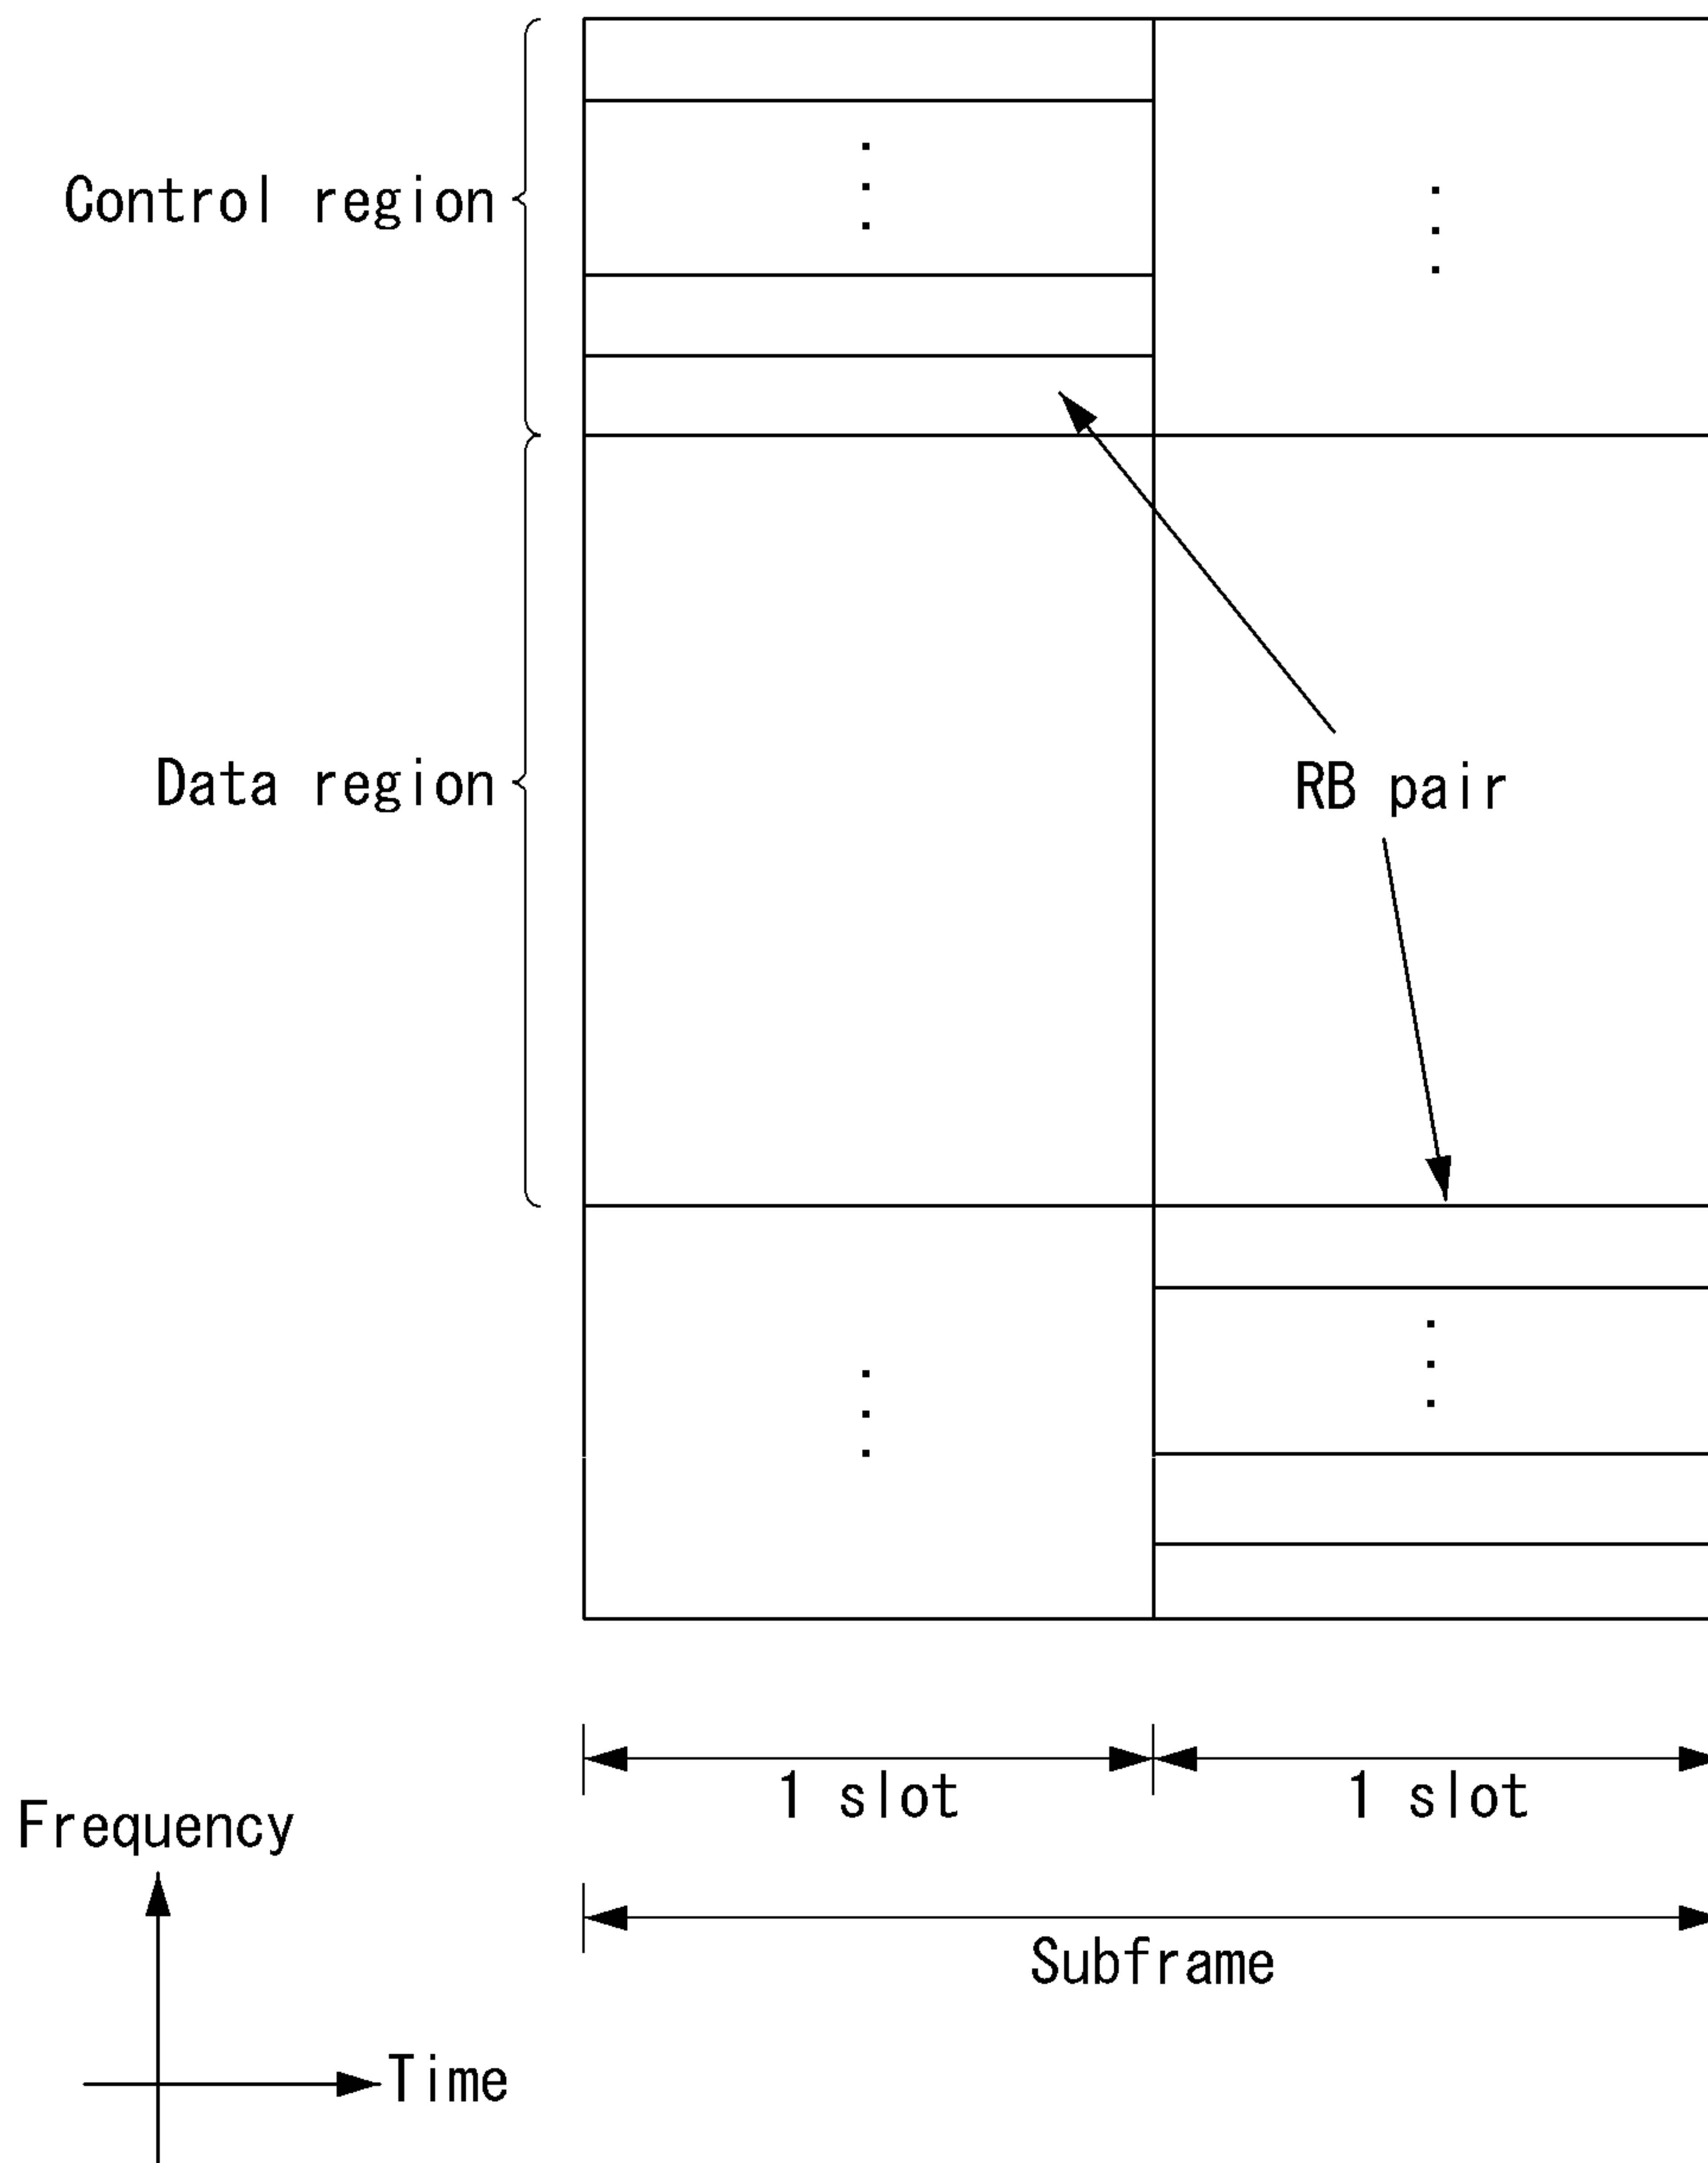 Control region
Data region
RB pair
1 slot
1 slot
Frequency
Subframe
Time